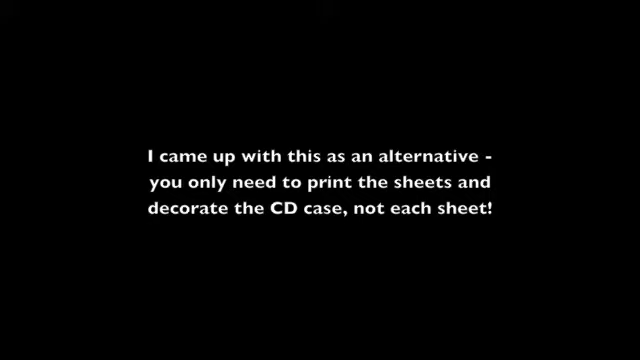 I came up with this as an alternative -
you only need to print the sheets and
decorate the CD case, not each sheet!